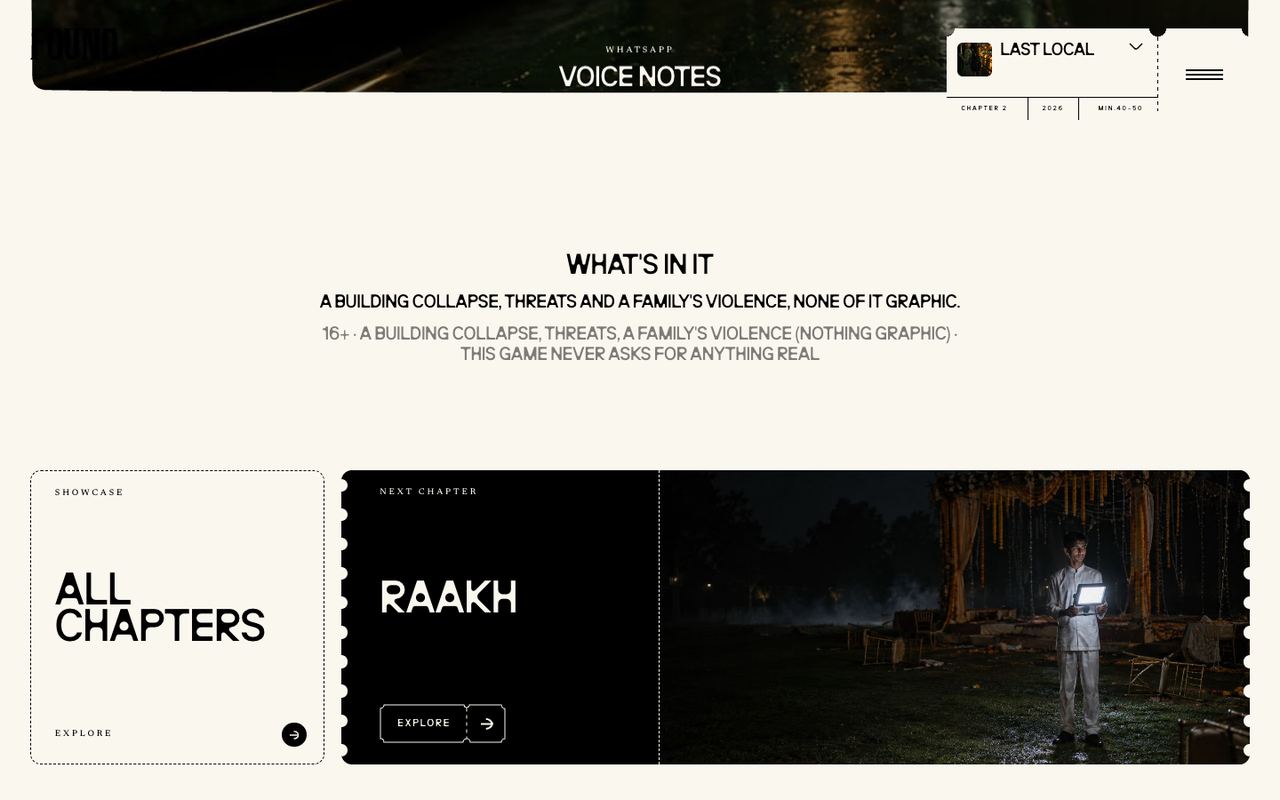 FOUND
WHATSAPP
VOICE NOTES
LAST LOCAL
CHAPTER 2
2026
MIN.40–50
WHAT'S IN IT
A BUILDING COLLAPSE, THREATS AND A FAMILY'S VIOLENCE, NONE OF IT GRAPHIC.
16+ · A BUILDING COLLAPSE, THREATS, A FAMILY'S VIOLENCE (NOTHING GRAPHIC) ·
THIS GAME NEVER ASKS FOR ANYTHING REAL
SHOWCASE
ALL
CHAPTERS
EXPLORE
NEXT CHAPTER
RAAKH
EXPLORE